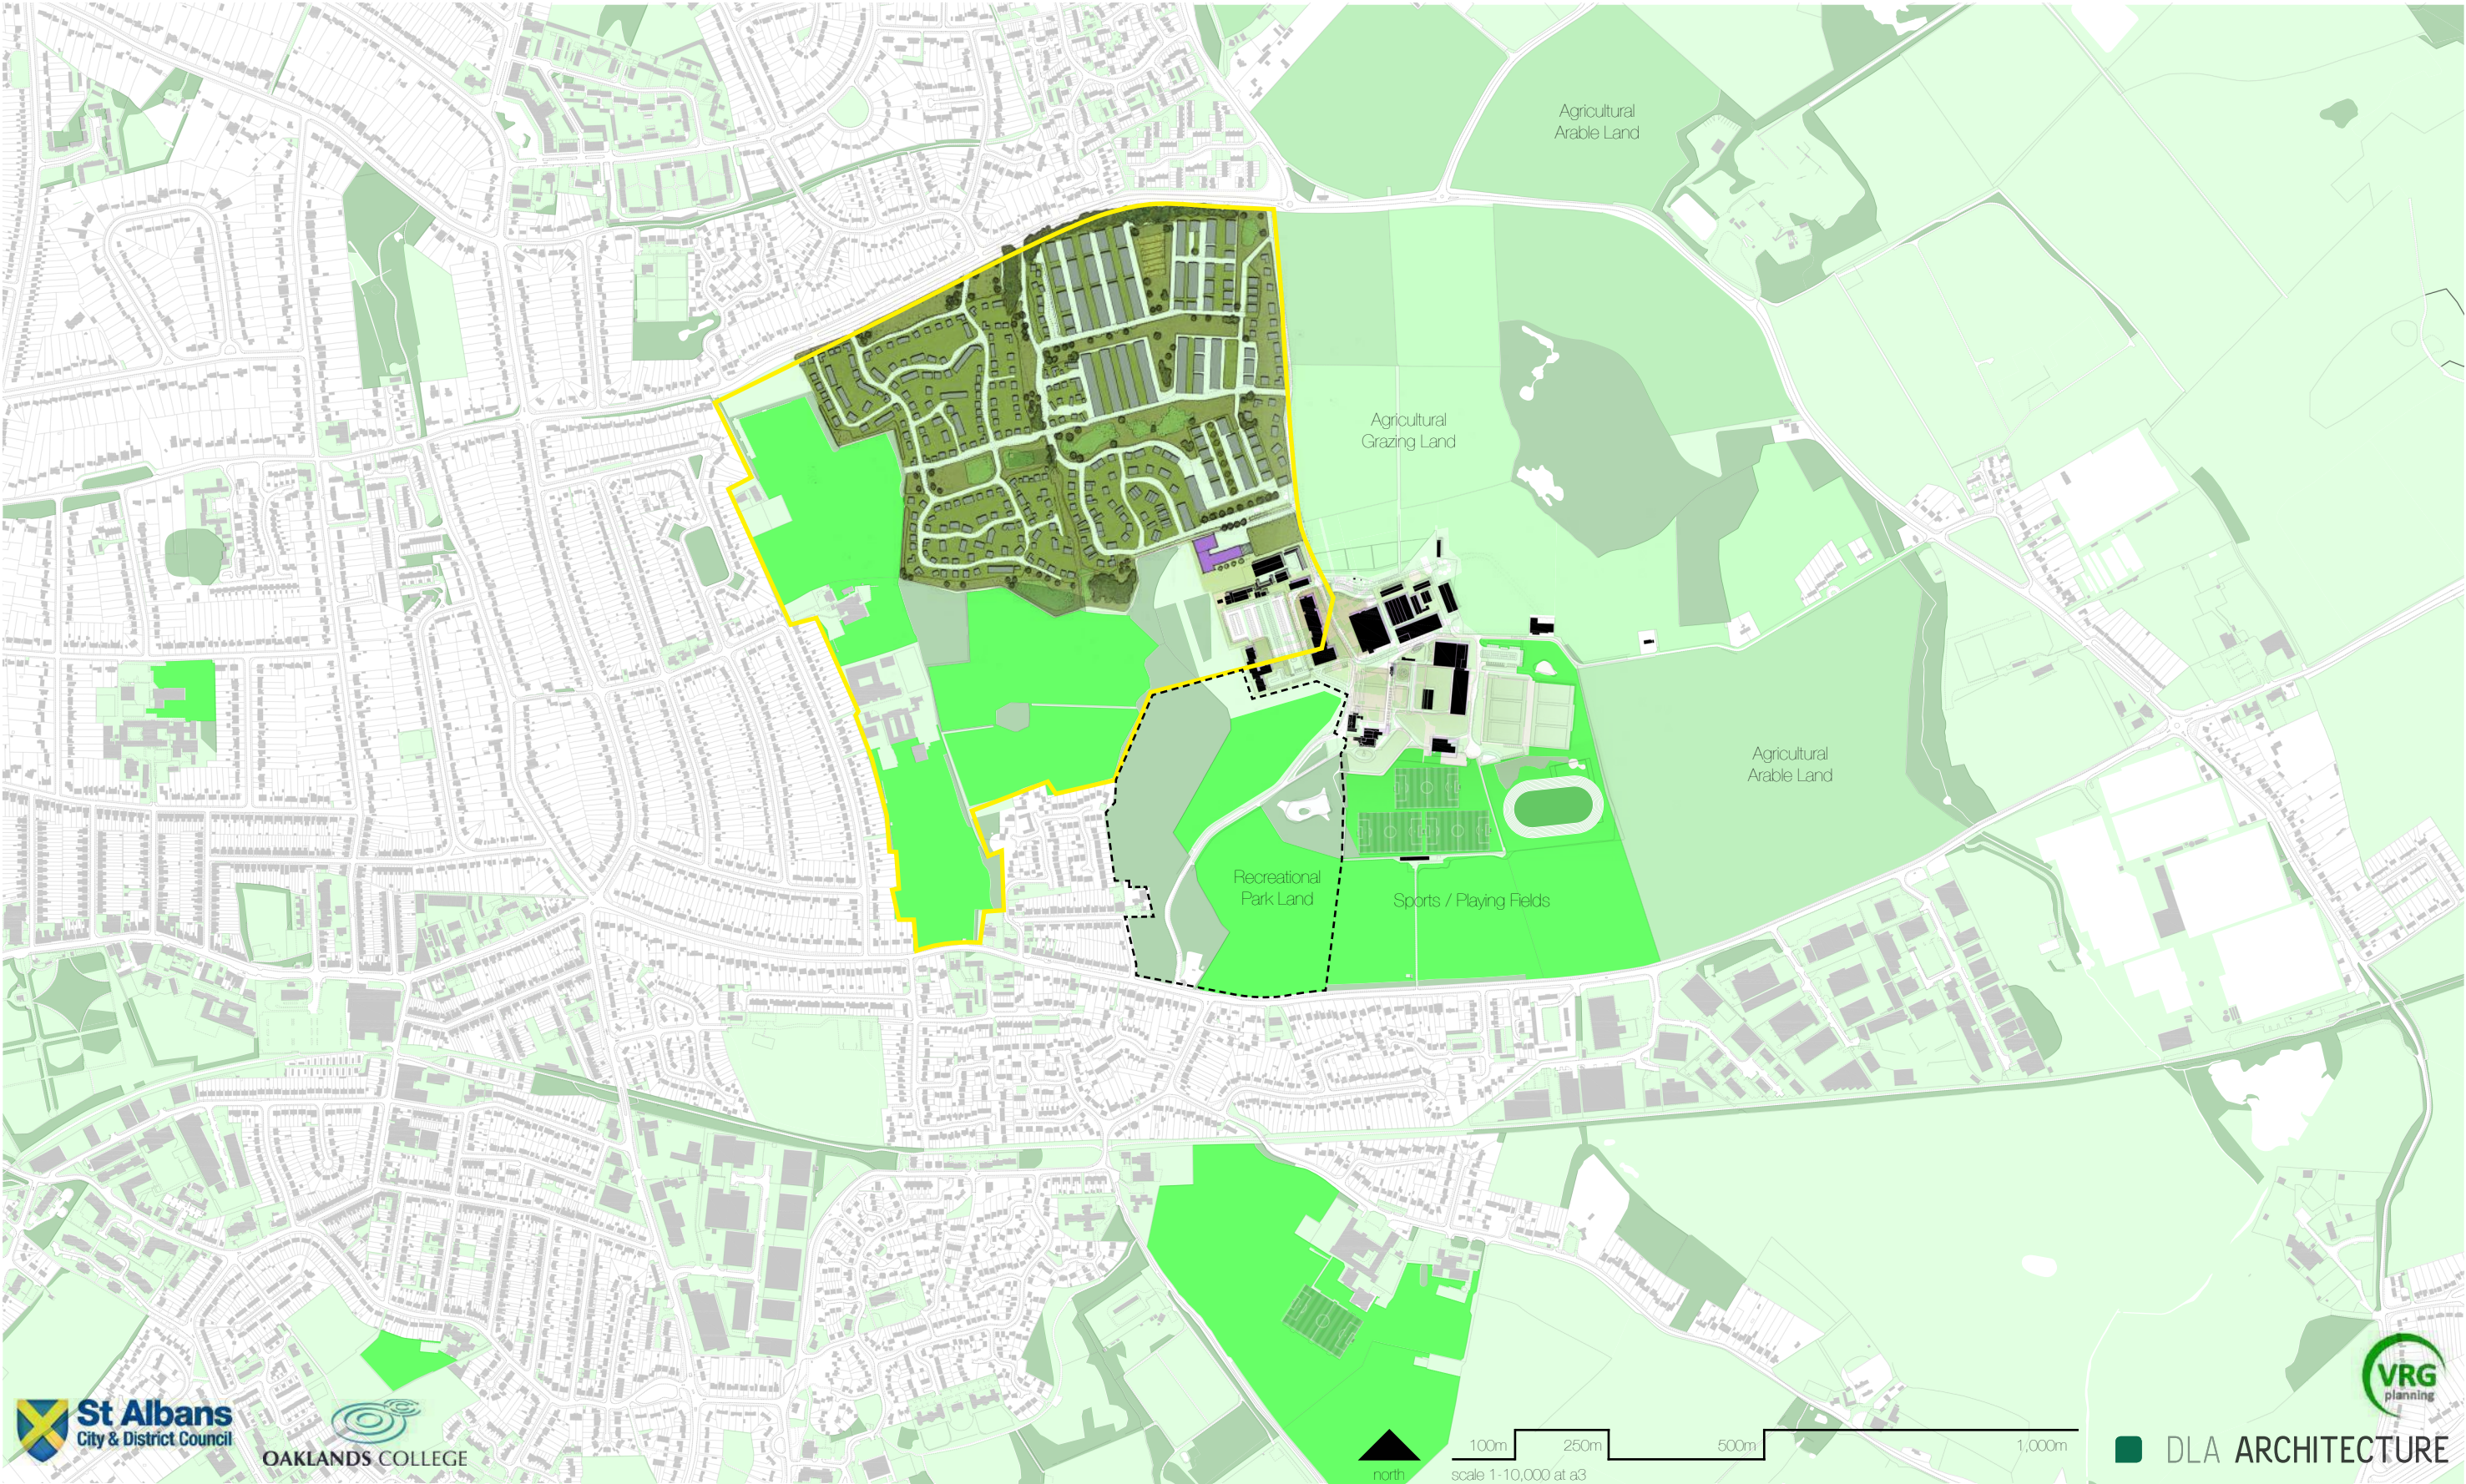 Agricultural
Arable Land
Agricultural
Grazing Land
Agricultural
Arable Land
Recreational
Park Land
Sports / Playing Fields
St Albans
City & District Council
OAKLANDS COLLEGE
north
100m
250m
500m
1,000m
scale 1-10,000 at a3
VRG
planning
DLA ARCHITECTURE